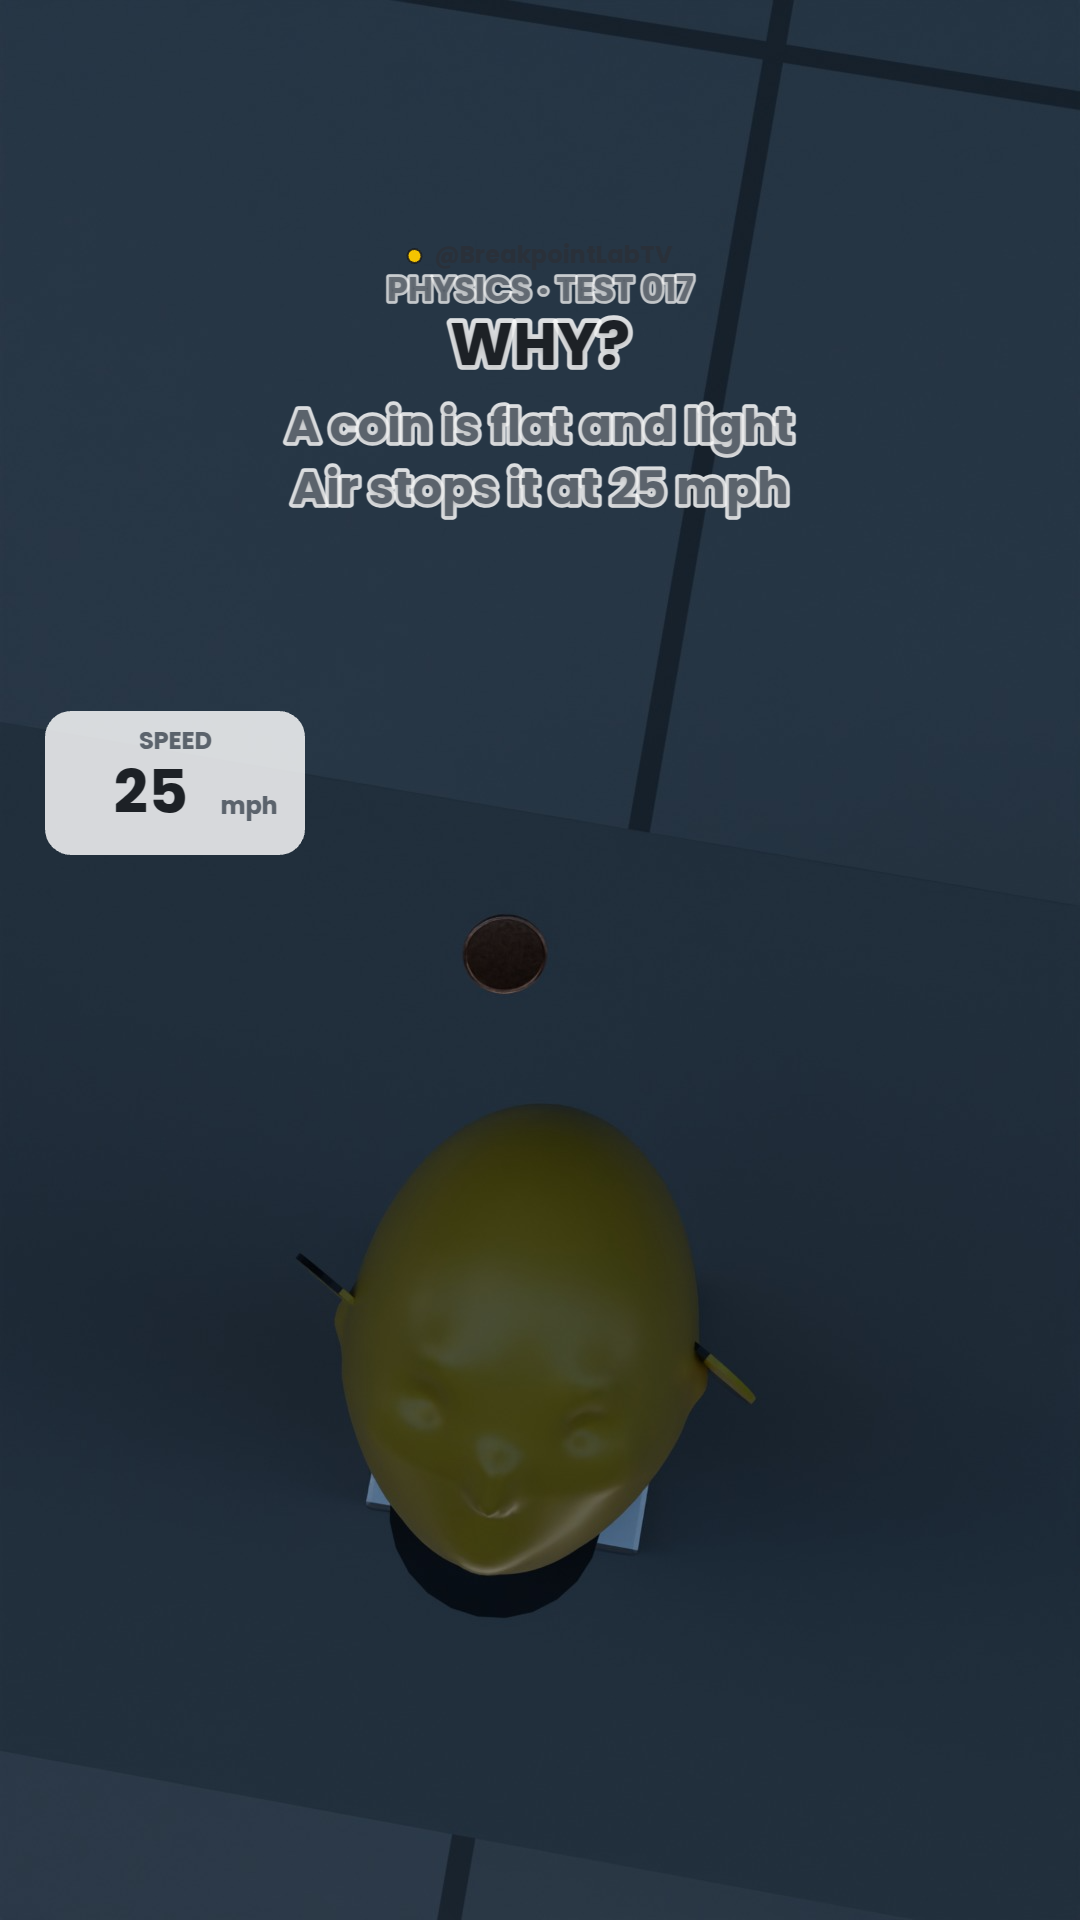 @BreakpointLabTV
PHYSICS • TEST 017
WHY?
A coin is flat and light
Air stops it at 25 mph
SPEED
25 mph